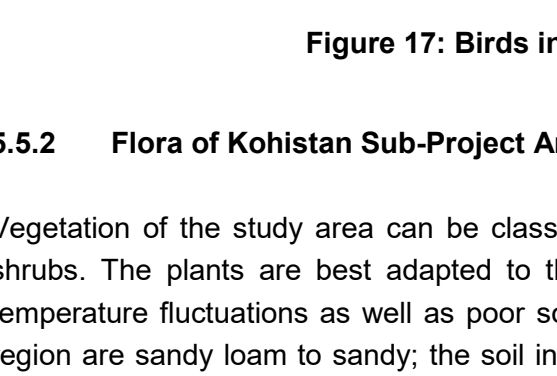 Figure 17: Birds in
5.5.2 Flora of Kohistan Sub-Project A
Vegetation of the study area can be class
shrubs. The plants are best adapted to t
temperature fluctuations as well as poor s
region are sandy loam to sandy; the soil in